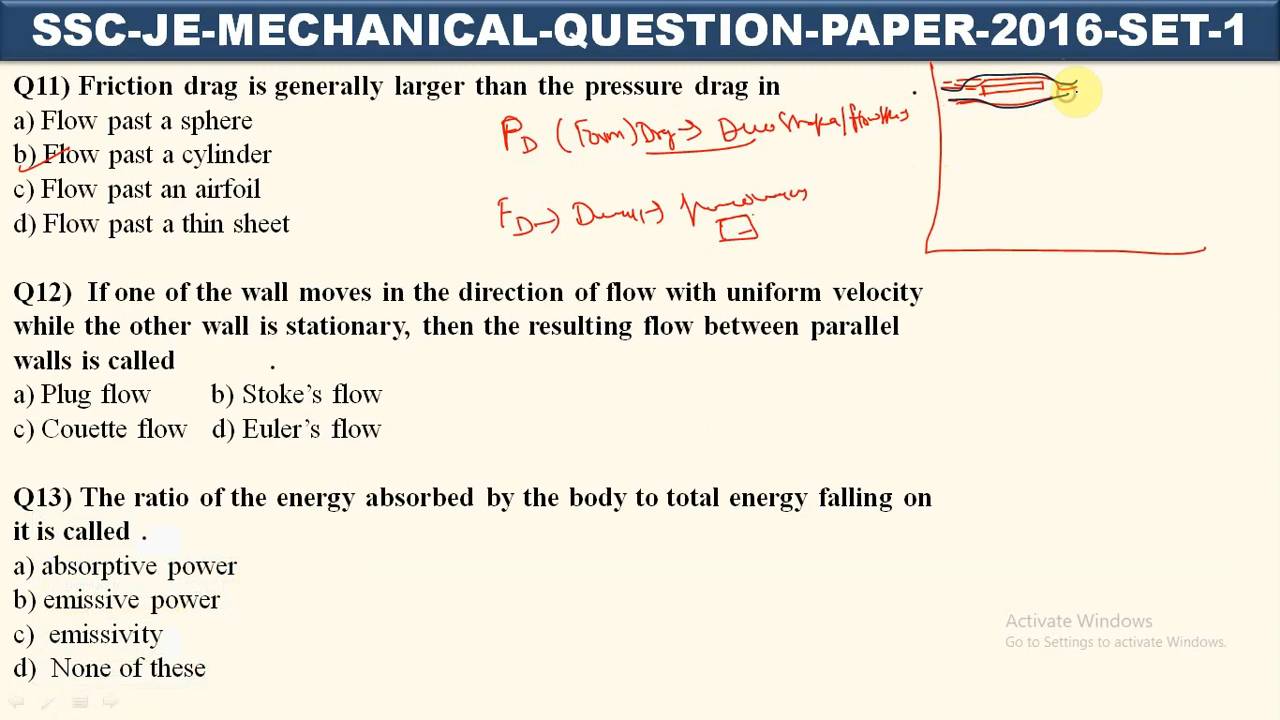 SSC-JE-MECHANICAL-QUESTION-PAPER-2016-SET-1
Q11) Friction drag is generally larger than the pressure drag in .
a) Flow past a sphere
b) Flow past a cylinder
c) Flow past an airfoil
d) Flow past a thin sheet
PD (Form)
FD
Q12) If one of the wall moves in the direction of flow with uniform velocity
while the other wall is stationary, then the resulting flow between parallel
walls is called .
a) Plug flow b) Stoke's flow
c) Couette flow d) Euler's flow
Q13) The ratio of the energy absorbed by the body to total energy falling on
it is called .
a) absorptive power
b) emissive power
c) emissivity
d) None of these
Activate Windows
Go to Settings to activate Windows.